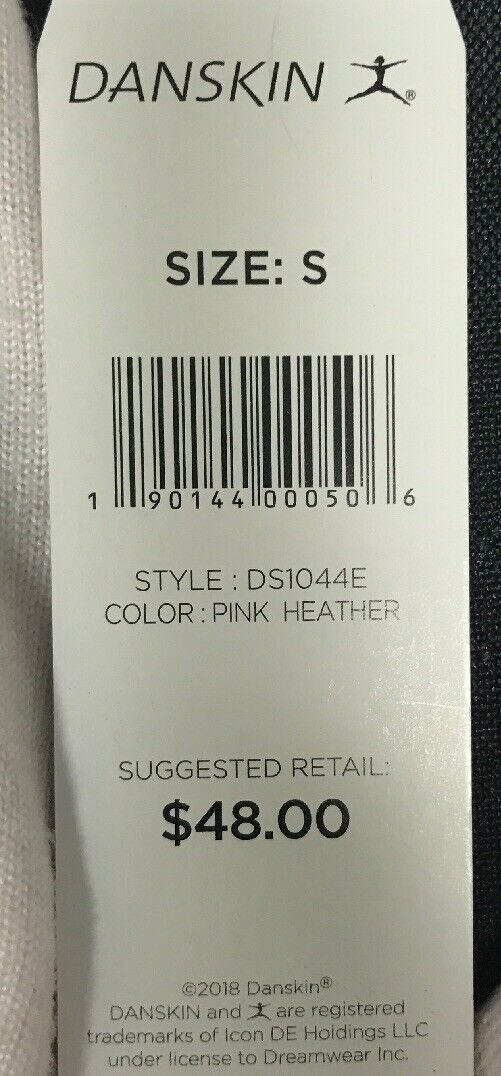 DANSKIN ®
SIZE: S
1 90144 00050 6
STYLE : DS1044E
COLOR : PINK HEATHER
SUGGESTED RETAIL:
$48.00
©2018 Danskin®
DANSKIN and are registered
trademarks of Icon DE Holdings LLC
under license to Dreamwear Inc.